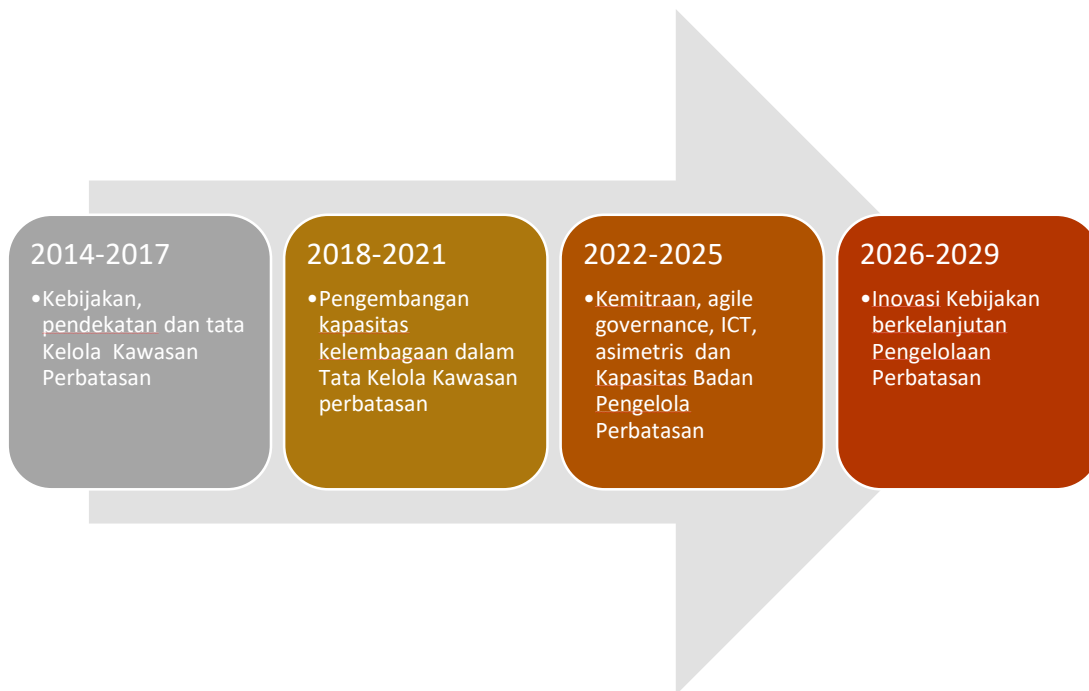 2014-2017
•Kebijakan,
pendekatan dan tata
Kelola Kawasan
Perbatasan
2018-2021
•Pengembangan
kapasitas
kelembagaan dalam
Tata Kelola Kawasan
perbatasan
2022-2025
•Kemitraan, agile
governance, ICT,
asimetris dan
Kapasitas Badan
Pengelola
Perbatasan
2026-2029
•Inovasi Kebijakan
berkelanjutan
Pengelolaan
Perbatasan